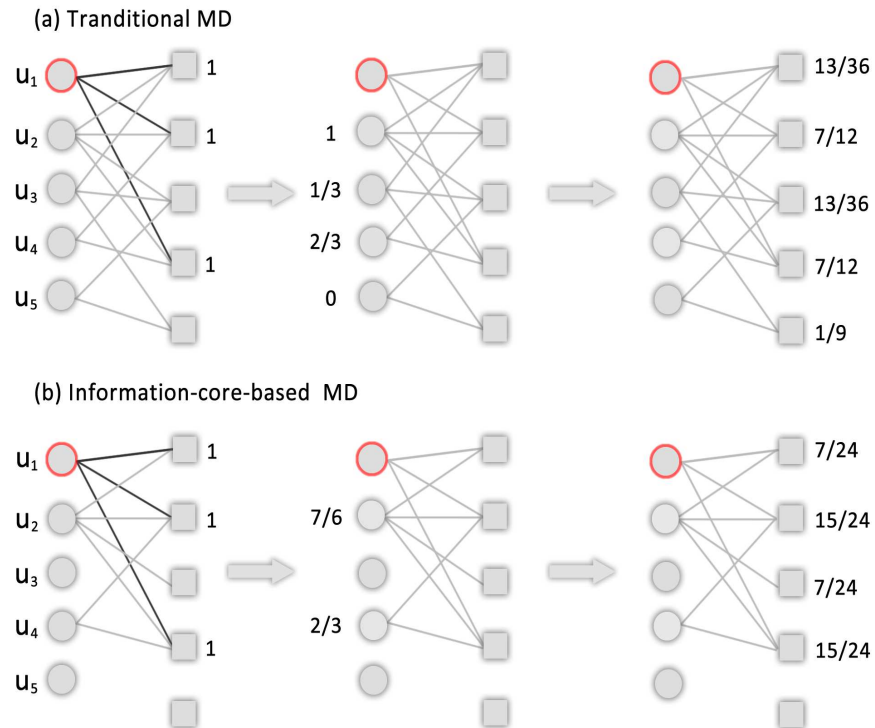 (a) Tranditional MD
u₁
u₂
u₃
u₄
u₅
1
1
1
1
1/3
2/3
0
13/36
7/12
13/36
7/12
1/9
(b) Information-core-based MD
u₁
u₂
u₃
u₄
u₅
1
1
1
7/6
2/3
7/24
15/24
7/24
15/24